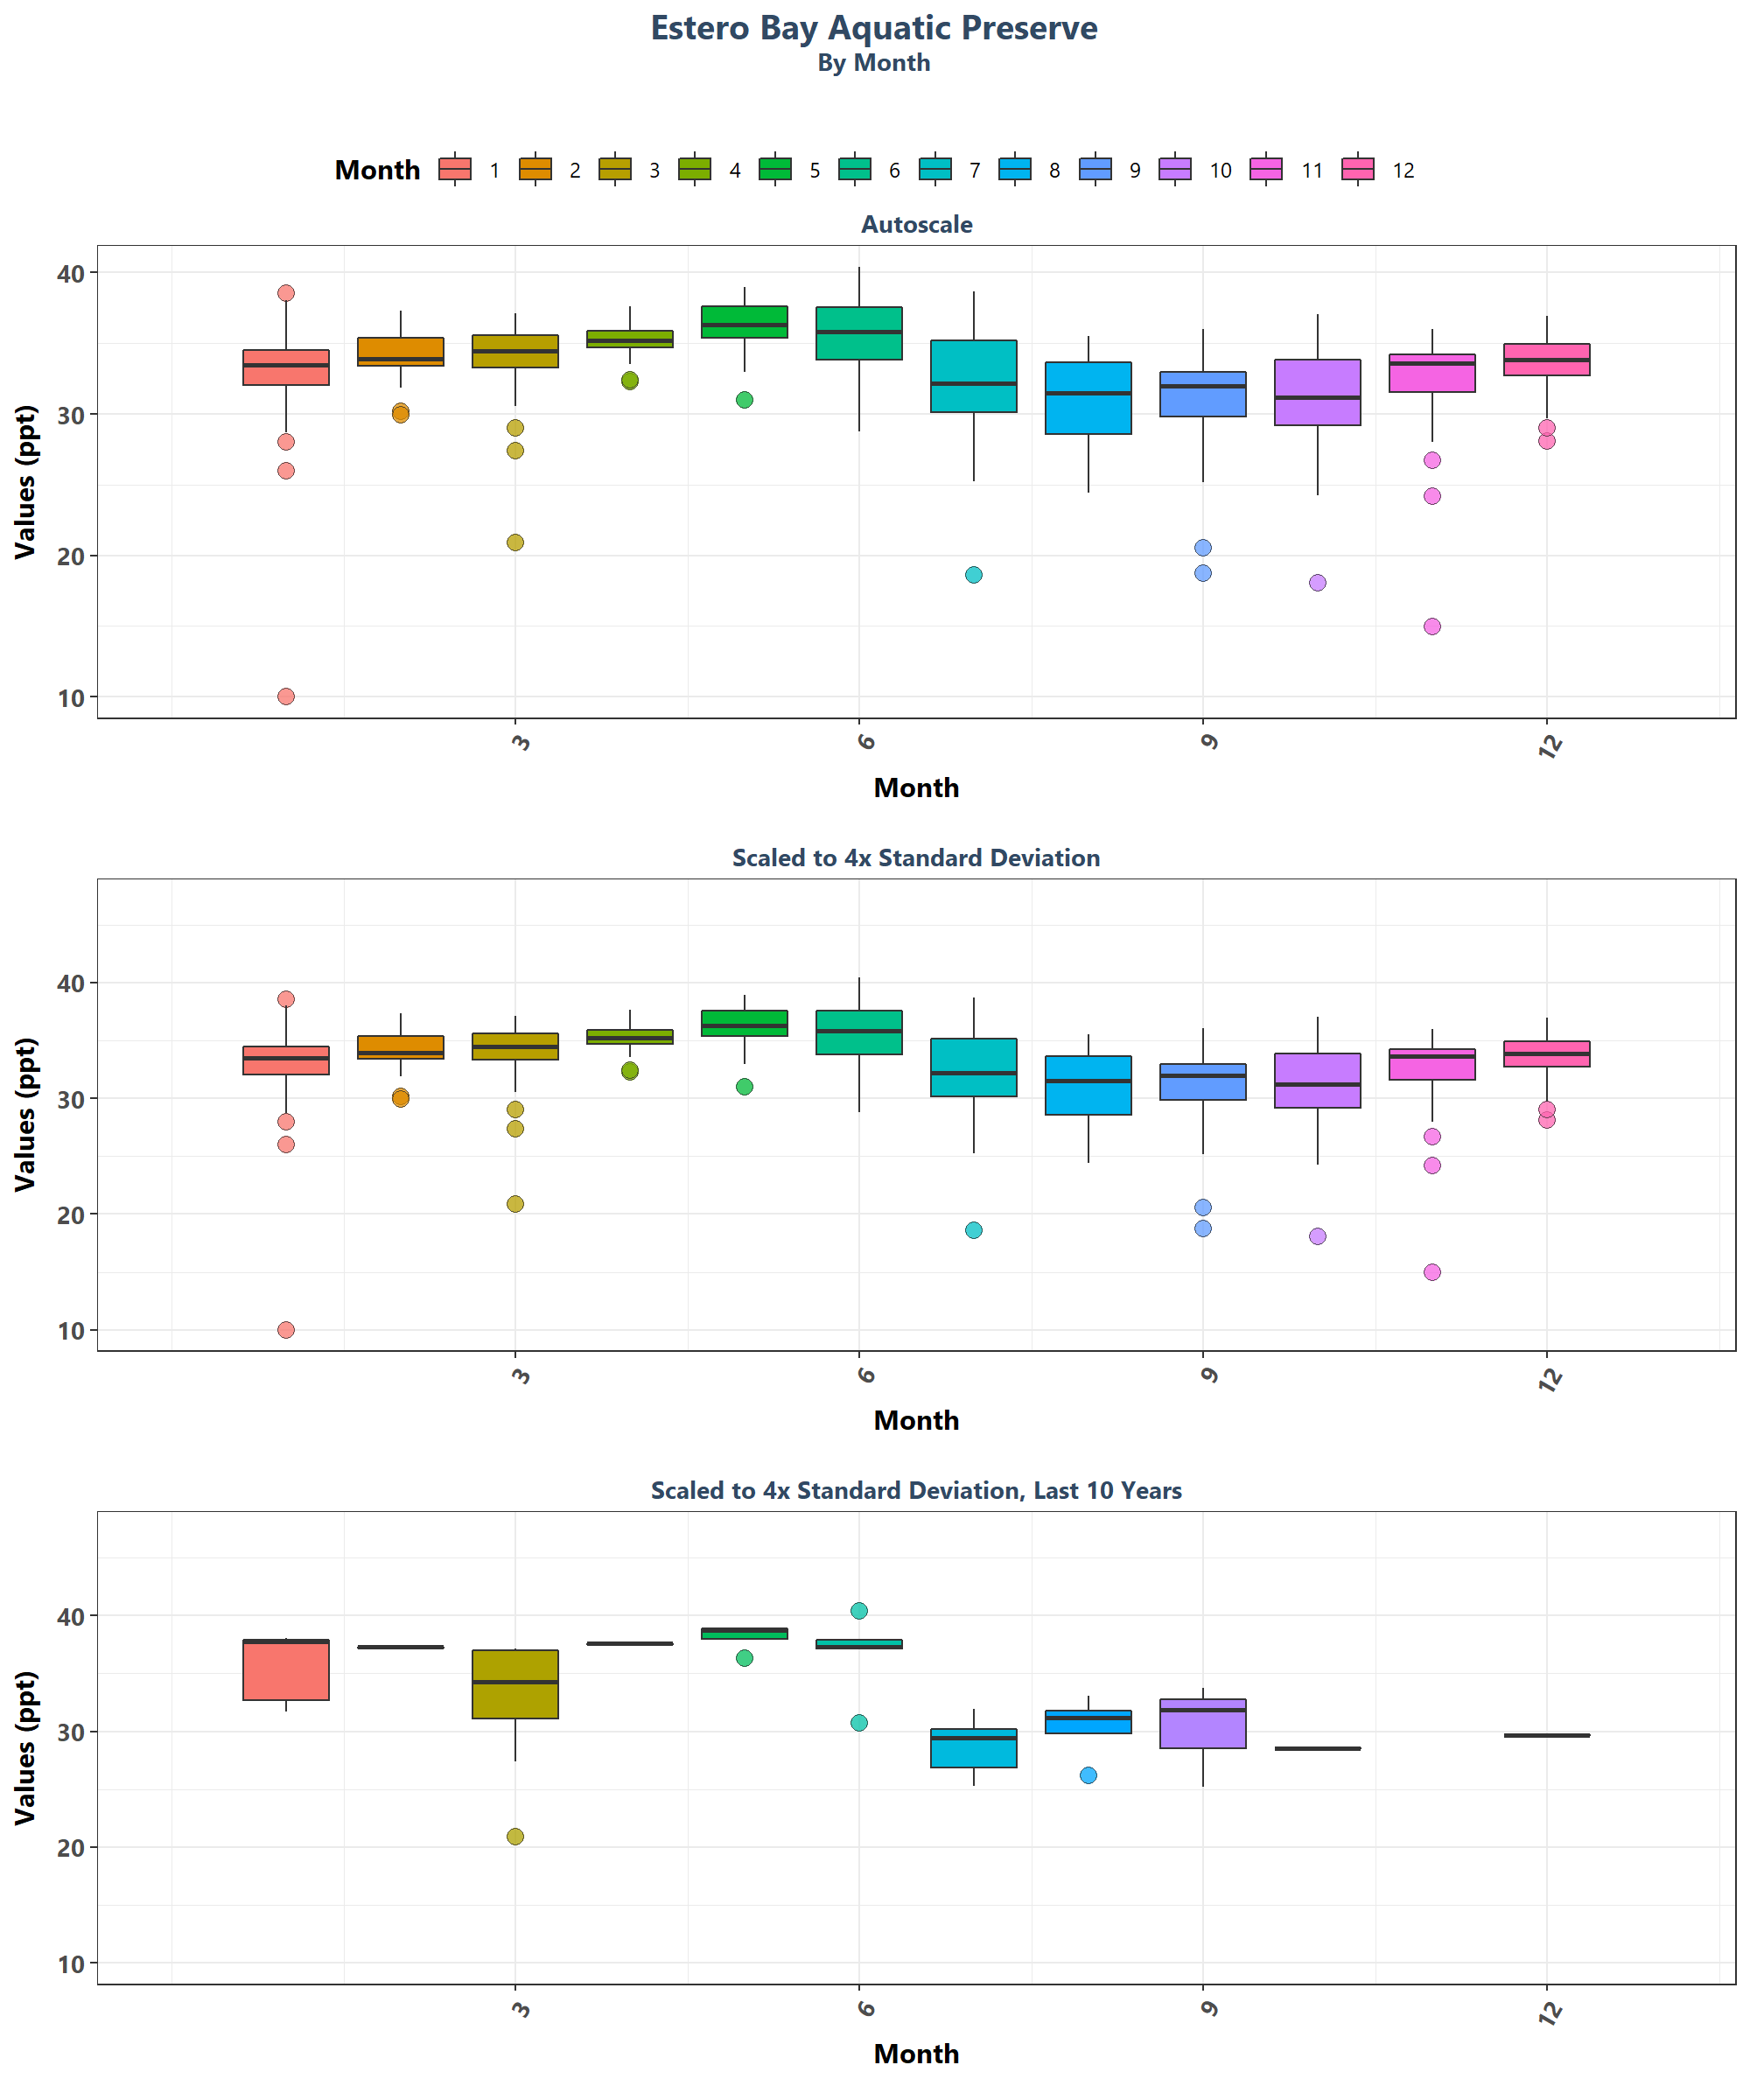 Estero Bay Aquatic Preserve
By Month
Month 1 2 3 4 5 6 7 8 9 10 11 12
Autoscale
Values (ppt)
40
30
20
10
3 6 9 12
Month
Scaled to 4x Standard Deviation
Values (ppt)
40
30
20
10
3 6 9 12
Month
Scaled to 4x Standard Deviation, Last 10 Years
Values (ppt)
40
30
20
10
3 6 9 12
Month